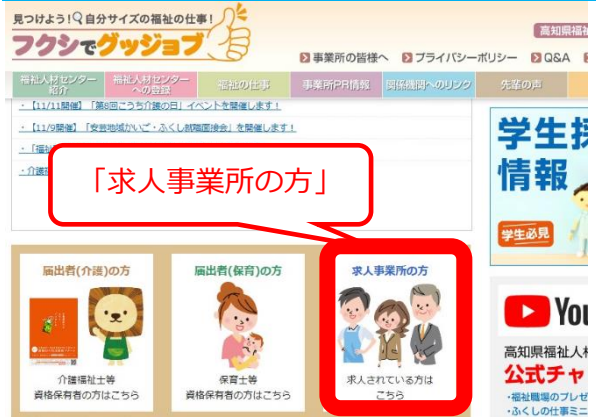 見つけよう!自分サイズの福祉の仕事!
フクシでグッジョブ
高知県福祉
事業所の皆様へ
プライバシーポリシー
Q&A
福祉人材センター
紹介
福祉人材センター
への登録
福祉の仕事
事業所PR情報
関係機関へのリンク
先輩の声
・【11/11開催】「第8回こうち介護の日」イベントを開催します!
・【11/9開催】「安芸地域かいご・ふくし就職面接会」を開催します!
・「福祉
・介護
「求人事業所の方」
学生採
情報
学生必見
届出者(介護)の方
介護福祉士等
資格保有者の方はこちら
届出者(保育)の方
保育士等
資格保有者の方はこちら
求人事業所の方
求人されている方は
こちら
You
高知県福祉人材
公式チャ
・福祉職場のプレゼ
・ふくしの仕事ミニ